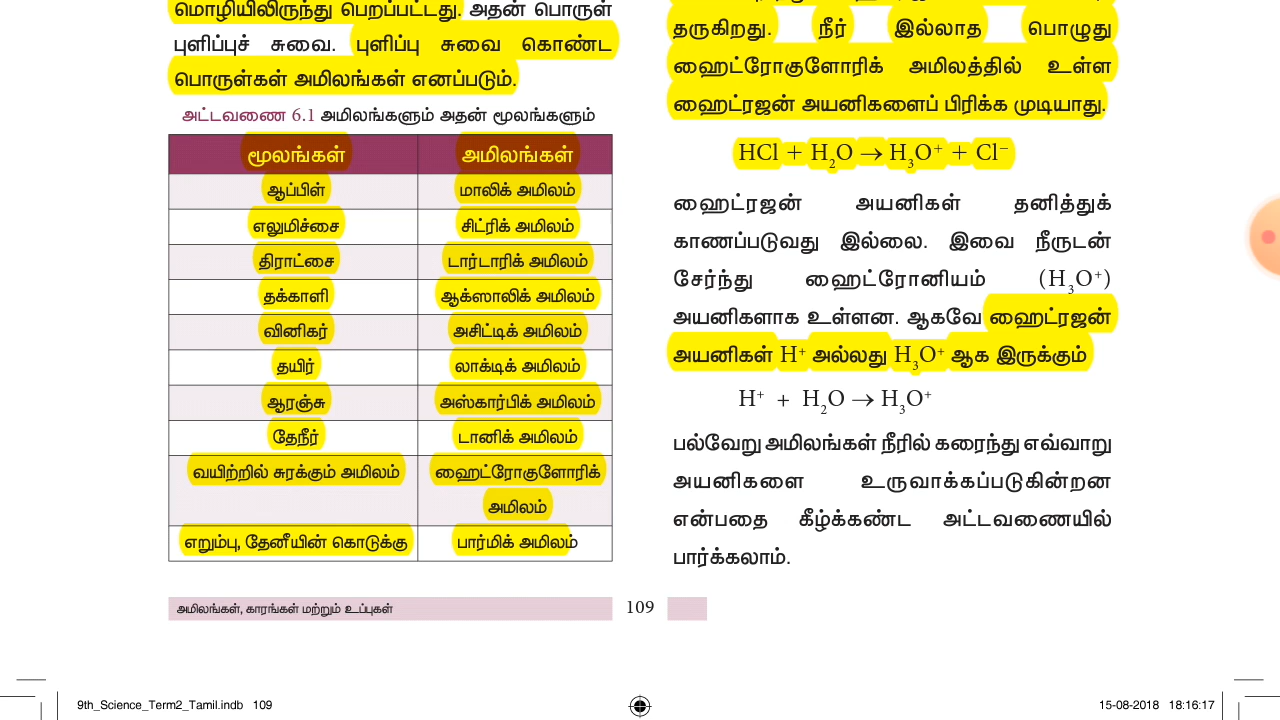 மொழியிலிருந்து பெறப்பட்டது. அதன் பொருள்
புளிப்புச் சுவை. புளிப்பு சுவை கொண்ட
பொருள்கள் அமிலங்கள் எனப்படும்.
அட்டவணை 6.1 அமிலங்களும் அதன் மூலங்களும்
மூலங்கள் அமிலங்கள்
ஆப்பிள் மாலிக் அமிலம்
எலுமிச்சை சிட்ரிக் அமிலம்
திராட்சை டார்டாரிக் அமிலம்
தக்காளி ஆக்ஸாலிக் அமிலம்
வினிகர் அசிட்டிக் அமிலம்
தயிர் லாக்டிக் அமிலம்
ஆரஞ்சு அஸ்கார்பிக் அமிலம்
தேநீர் டானிக் அமிலம்
வயிற்றில் சுரக்கும் அமிலம் ஹைட்ரோகுளோரிக்
அமிலம்
எறும்பு, தேனீயின் கொடுக்கு பார்மிக் அமிலம்
தருகிறது. நீர் இல்லாத பொழுது
ஹைட்ரோகுளோரிக் அமிலத்தில் உள்ள
ஹைட்ரஜன் அயனிகளைப் பிரிக்க முடியாது.
HCl + H₂O → H₃O⁺ + Cl⁻
ஹைட்ரஜன் அயனிகள் தனித்துக்
காணப்படுவது இல்லை. இவை நீருடன்
சேர்ந்து ஹைட்ரோனியம் (H₃O⁺)
அயனிகளாக உள்ளன. ஆகவே ஹைட்ரஜன்
அயனிகள் H⁺ அல்லது H₃O⁺ ஆக இருக்கும்
H⁺ + H₂O → H₃O⁺
பல்வேறு அமிலங்கள் நீரில் கரைந்து எவ்வாறு
அயனிகளை உருவாக்கப்படுகின்றன
என்பதை கீழ்க்கண்ட அட்டவணையில்
பார்க்கலாம்.
அமிலங்கள், காரங்கள் மற்றும் உப்புகள் 109
9th_Science_Term2_Tamil.indb 109 15-08-2018 18:16:17